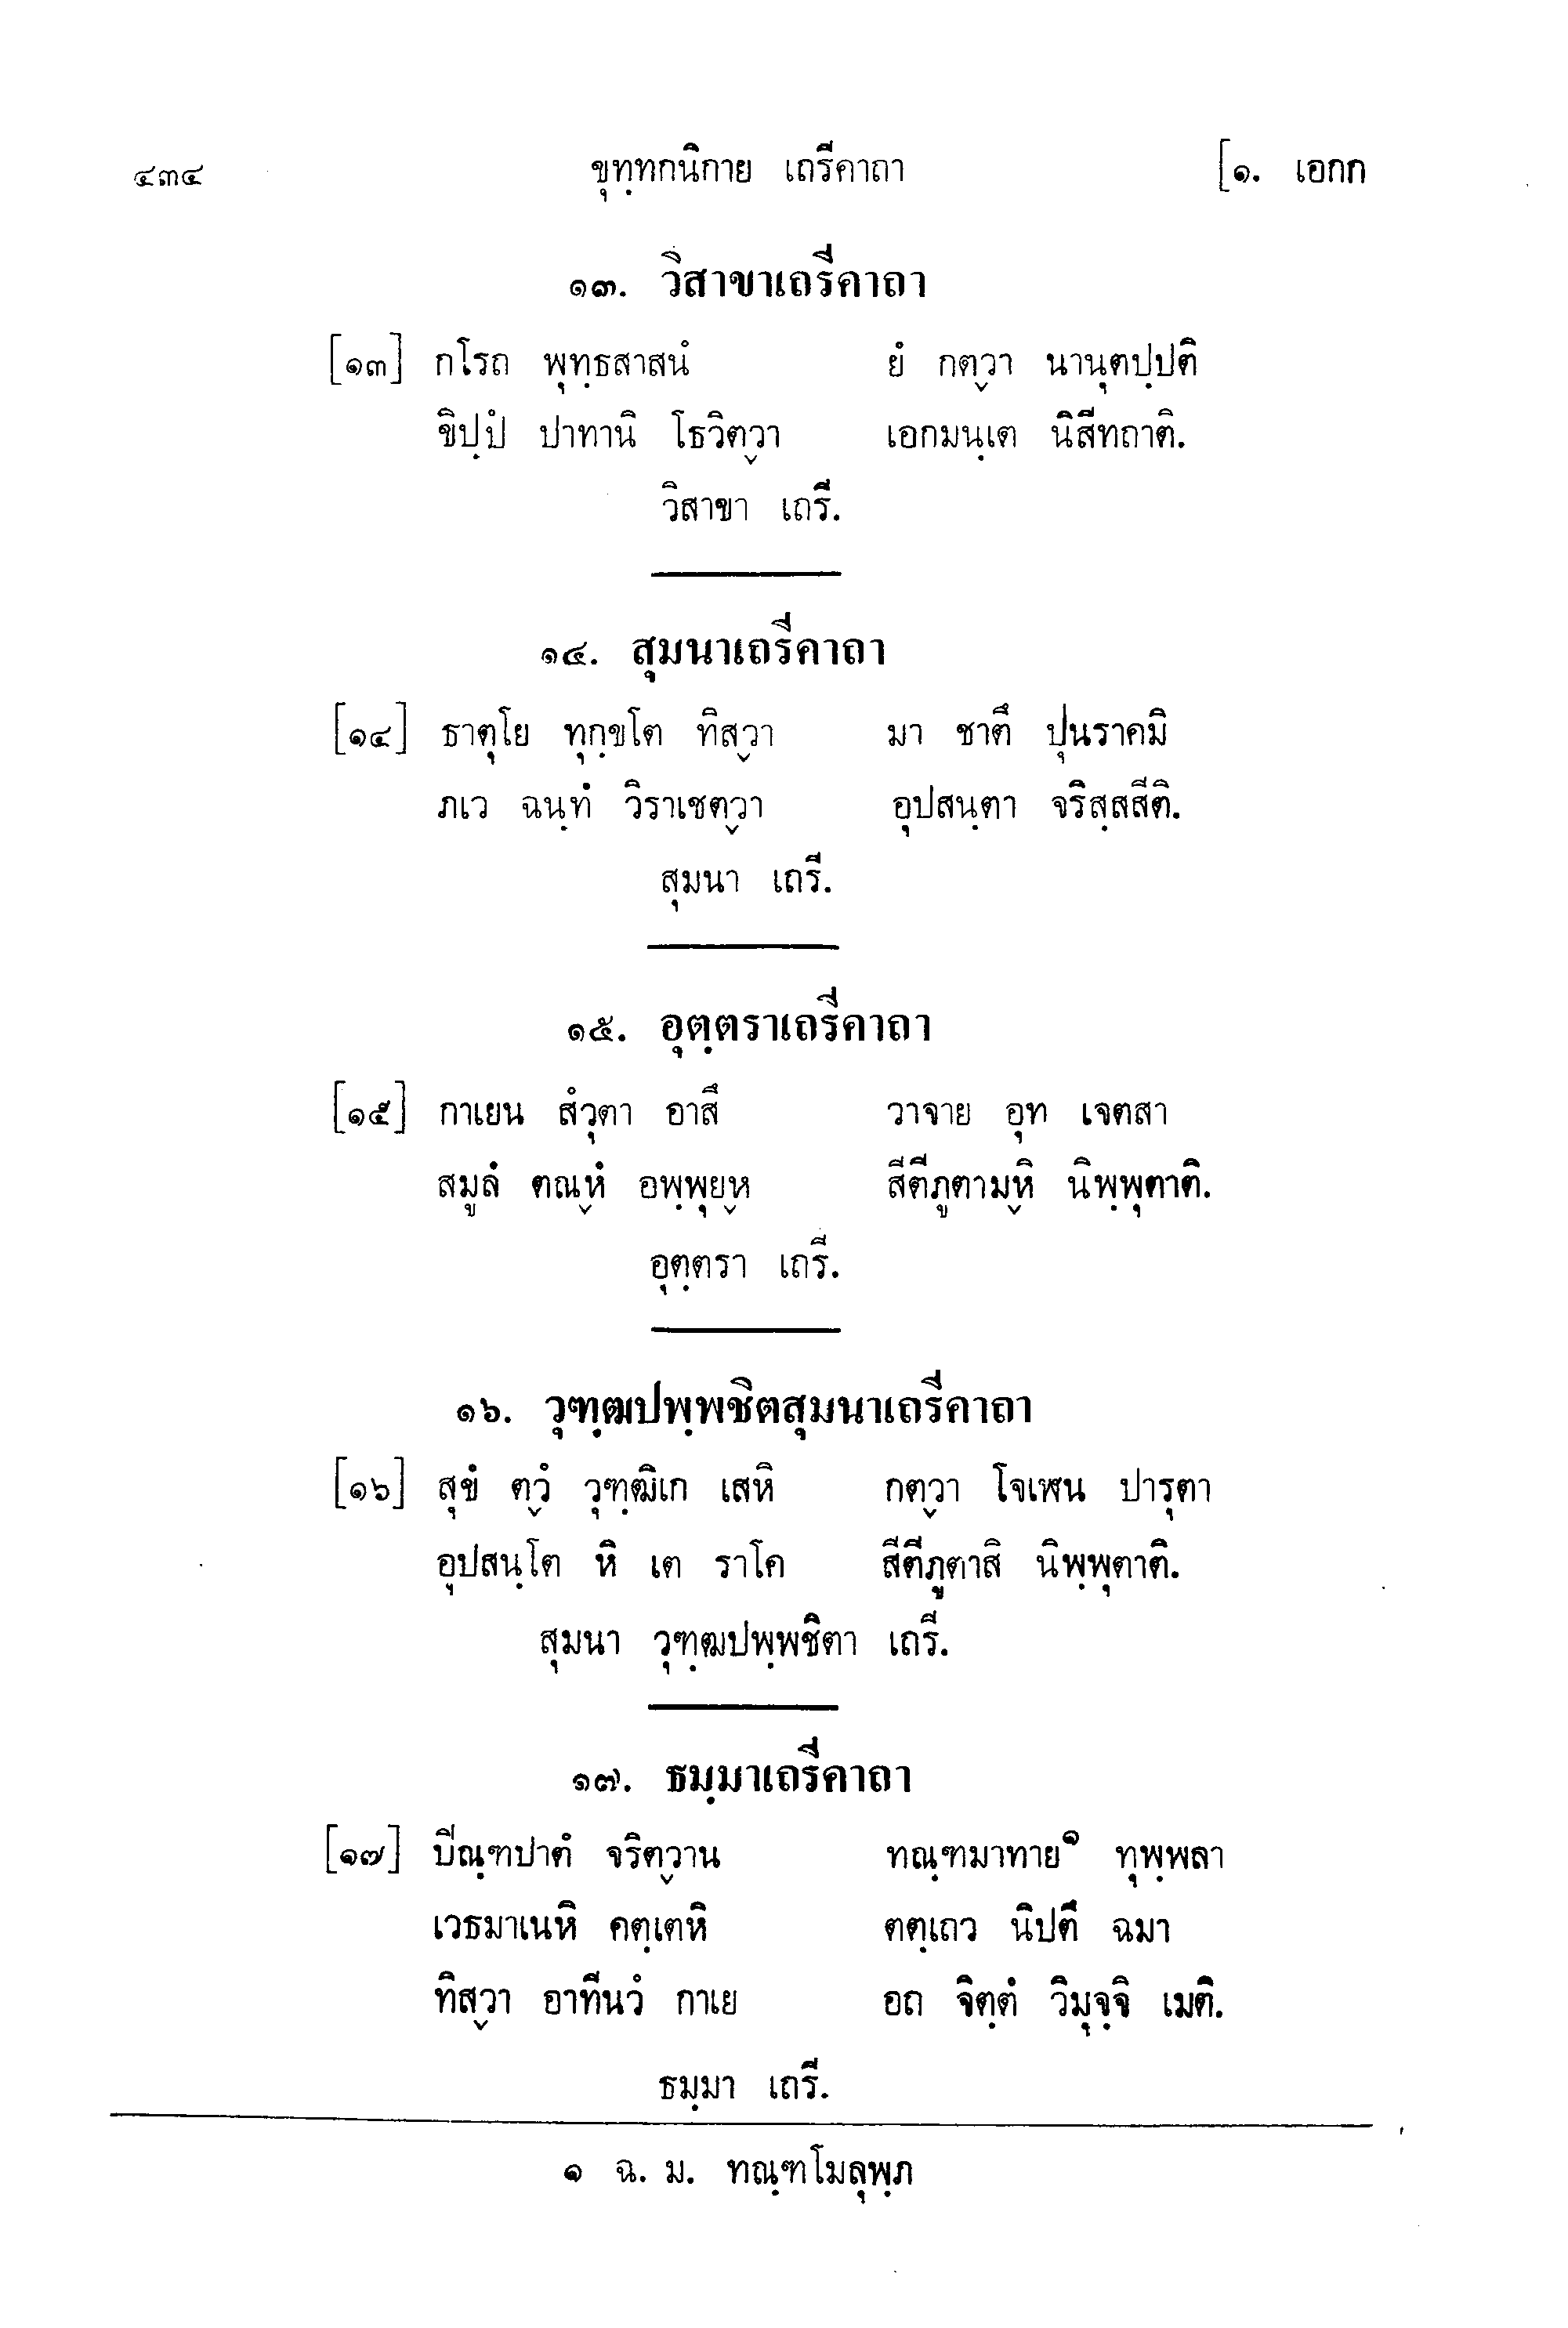 ๔๓๔ ขุทฺทกนิกาย เถรีคาถา [๑. เอกก
๑๓. วิสาขาเถรีคาถา
[๑๓] กโรถ พุทฺธสาสนํ ยํ กตฺวา นานุตปฺปติ
ขิปฺปํ ปาทานิ โธวิตฺวา เอกมนฺเต นิสีทถาติ.
วิสาขา เถรี.
๑๔. สุมนาเถรีคาถา
[๑๔] ธาตุโย ทุกฺขโต ทิสฺวา มา ชาตึ ปุนราคมิ
ภเว ฉนฺทํ วิราเชตฺวา อุปสนฺตา จริสฺสสีติ.
สุมนา เถรี.
๑๕. อุตฺตราเถรีคาถา
[๑๕] กาเยน สํวุตา อาสึ วาจาย อุท เจตสา
สมูลํ ตณฺหํ อพฺพุยฺห สีตีภูตามฺหิ นิพฺพุตาติ.
อุตฺตรา เถรี.
๑๖. วุฑฺฒปพฺพชิตสุมนาเถรีคาถา
[๑๖] สุขํ ตฺวํ วุฑฺฒิเก เสหิ กตฺวา โจเฬน ปารุตา
อุปสนฺโต หิ เต ราโค สีตีภูตาสิ นิพฺพุตาติ.
สุมนา วุฑฺฒปพฺพชิตา เถรี.
๑๗. ธมฺมาเถรีคาถา
[๑๗] ปิณฺฑปาตํ จริตฺวาน ทณฺฑมาทาย๑ ทุพฺพลา
เวธมาเนหิ คตฺเตหิ ตตฺเถว นิปตึ ฉมา
ทิสฺวา อาทีนวํ กาเย อถ จิตฺตํ วิมุจฺจิ เมติ.
ธมฺมา เถรี.
๑ ฉ. ม. ทณฺฑโมลุพฺภ